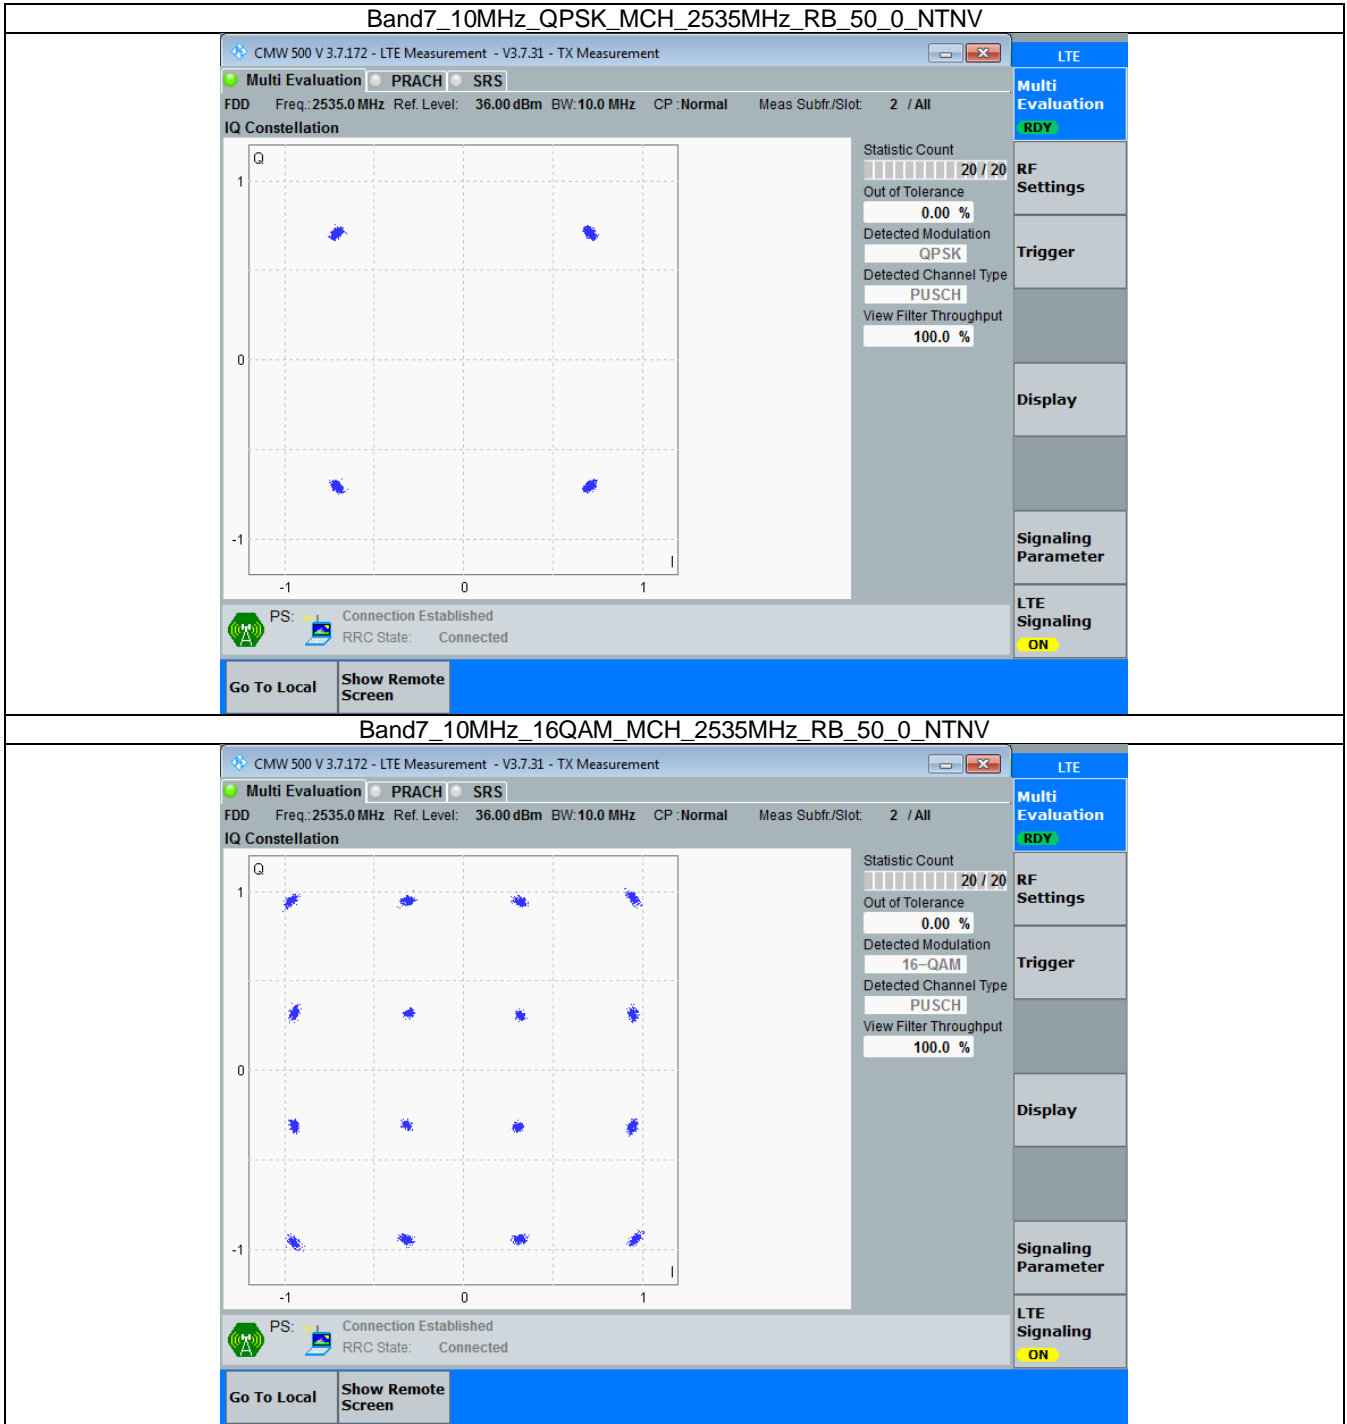 Band7_10MHz_QPSK_MCH_2535MHz_RB_50_0_NTNV
CMW 500 V 3.7.172 - LTE Measurement - V3.7.31 - TX Measurement
LTE
Multi Evaluation PRACH SRS
Multi
Evaluation
RDY
FDD Freq.: 2535.0 MHz Ref. Level: 36.00 dBm BW: 10.0 MHz CP : Normal Meas Subfr./Slot: 2 / All
IQ Constellation
Q
1
0
-1
-1 0 1
I
Statistic Count
20 / 20
Out of Tolerance
0.00 %
Detected Modulation
QPSK
Detected Channel Type
PUSCH
View Filter Throughput
100.0 %
RF
Settings
Trigger
Display
Signaling
Parameter
LTE
Signaling
ON
PS: Connection Established
RRC State: Connected
Go To Local
Show Remote
Screen
Band7_10MHz_16QAM_MCH_2535MHz_RB_50_0_NTNV
CMW 500 V 3.7.172 - LTE Measurement - V3.7.31 - TX Measurement
LTE
Multi Evaluation PRACH SRS
Multi
Evaluation
RDY
FDD Freq.: 2535.0 MHz Ref. Level: 36.00 dBm BW: 10.0 MHz CP : Normal Meas Subfr./Slot: 2 / All
IQ Constellation
Q
1
0
-1
-1 0 1
I
Statistic Count
20 / 20
Out of Tolerance
0.00 %
Detected Modulation
16-QAM
Detected Channel Type
PUSCH
View Filter Throughput
100.0 %
RF
Settings
Trigger
Display
Signaling
Parameter
LTE
Signaling
ON
PS: Connection Established
RRC State: Connected
Go To Local
Show Remote
Screen